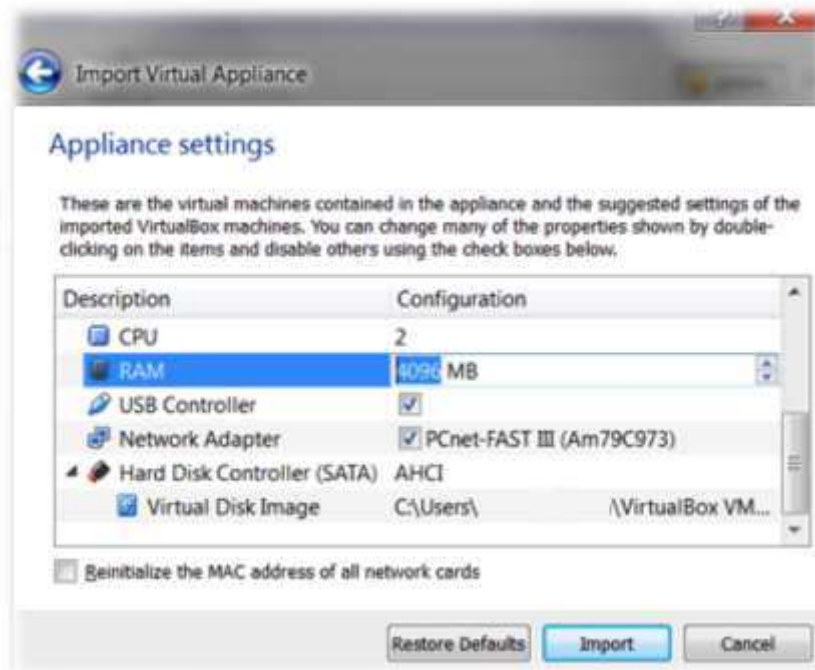 Import Virtual Appliance
Appliance settings
These are the virtual machines contained in the appliance and the suggested settings of the
imported VirtualBox machines. You can change many of the properties shown by double-
clicking on the items and disable others using the check boxes below.
Description Configuration
CPU 2
RAM 4096 MB
USB Controller
Network Adapter PCnet-FAST III (Am79C973)
Hard Disk Controller (SATA) AHCI
Virtual Disk Image C:\Users\ \VirtualBox VM...
Reinitialize the MAC address of all network cards
Restore Defaults Import Cancel